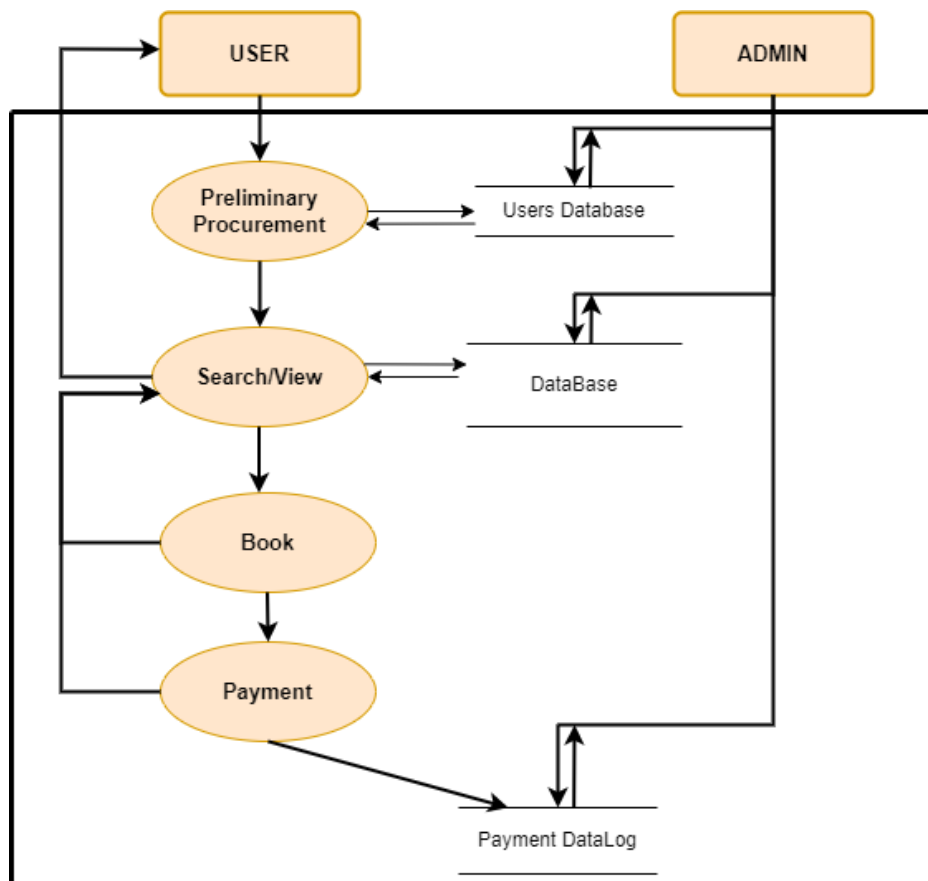 USER
ADMIN
Preliminary
Procurement
Users Database
Search/View
DataBase
Book
Payment
Payment DataLog